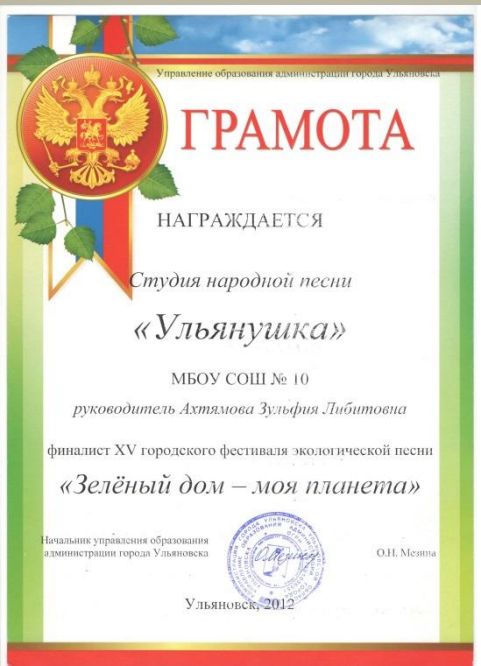 Управление образования администрации города Ульяновска
ГРАМОТА
НАГРАЖДАЕТСЯ
Студия народной песни
«Ульянушка»
МБОУ СОШ № 10
руководитель Ахтямова Зульфия Либитовна
финалист XV городского фестиваля экологической песни
«Зелёный дом – моя планета»
Начальник управления образования
администрации города Ульяновска
О.Н. Мезина
Ульяновск, 2012